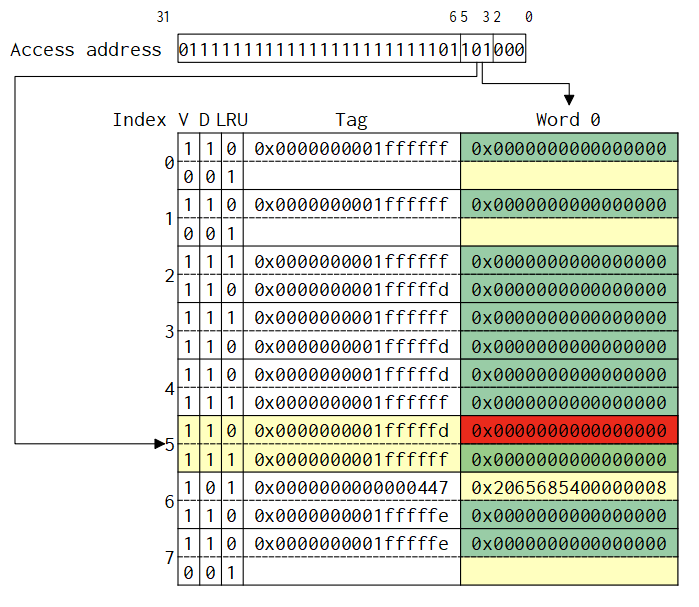 31 6 5 3 2 0
Access address 01111111111111111111111101 101 000
Index V D LRU Tag Word 0
0
1 1 0 0x0000000001ffffff 0x0000000000000000
0 0 1
1
1 1 0 0x0000000001ffffff 0x0000000000000000
0 0 1
2
1 1 1 0x0000000001ffffff 0x0000000000000000
1 1 0 0x0000000001fffffd 0x0000000000000000
3
1 1 1 0x0000000001ffffff 0x0000000000000000
1 1 0 0x0000000001fffffd 0x0000000000000000
4
1 1 0 0x0000000001fffffd 0x0000000000000000
1 1 1 0x0000000001ffffff 0x0000000000000000
5
1 1 0 0x0000000001fffffd 0x0000000000000000
1 1 1 0x0000000001ffffff 0x0000000000000000
6
1 0 1 0x0000000000000447 0x2065685400000008
1 1 0 0x0000000001fffffe 0x0000000000000000
7
1 1 0 0x0000000001fffffe 0x0000000000000000
0 0 1